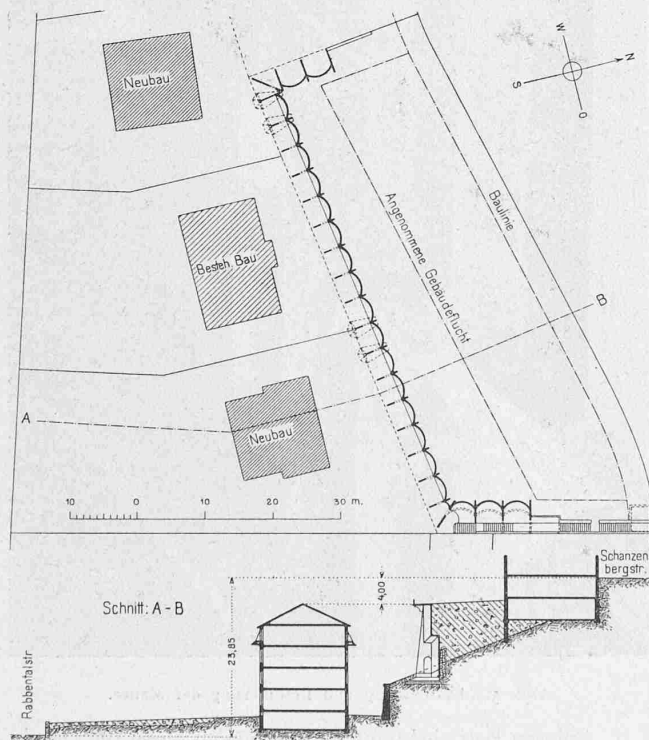 Neubau.
W
N
S
O
Baulinie
Angenommene Gebäudeflucht
Besteh. Bau
B
A
Neubau.
10 0 10 20 30 m.
Schanzen-
bergstr.
Schnitt: A-B
4,00
23,85
Rabbentalstr